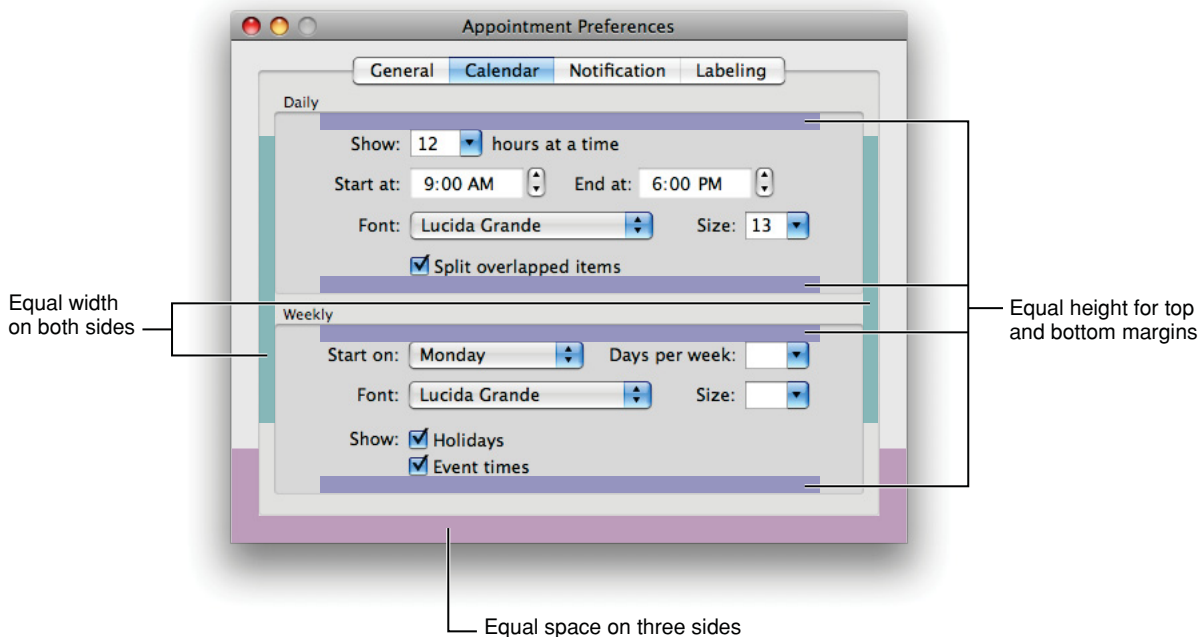 Appointment Preferences
General Calendar Notification Labeling
Daily
Show: 12 hours at a time
Start at: 9:00 AM End at: 6:00 PM
Font: Lucida Grande Size: 13
Split overlapped items
Weekly
Start on: Monday Days per week:
Font: Lucida Grande Size:
Show: Holidays
Event times
Equal width
on both sides
Equal height for top
and bottom margins
Equal space on three sides